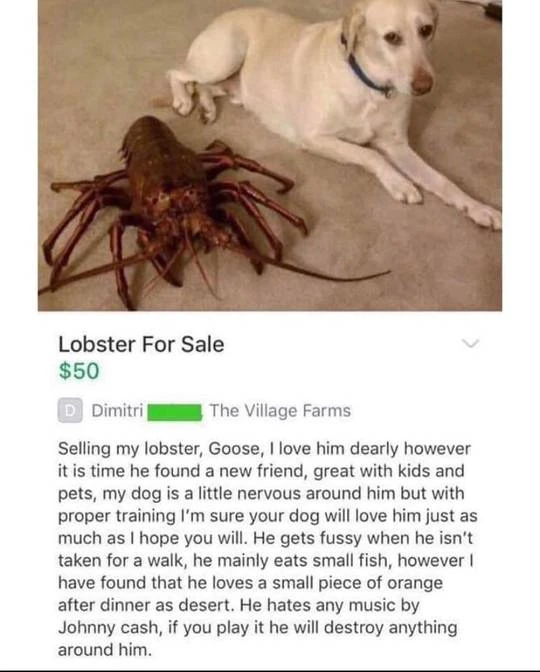 Lobster For Sale
$50
D Dimitri The Village Farms
Selling my lobster, Goose, I love him dearly however
it is time he found a new friend, great with kids and
pets, my dog is a little nervous around him but with
proper training I'm sure your dog will love him just as
much as I hope you will. He gets fussy when he isn't
taken for a walk, he mainly eats small fish, however I
have found that he loves a small piece of orange
after dinner as desert. He hates any music by
Johnny cash, if you play it he will destroy anything
around him.